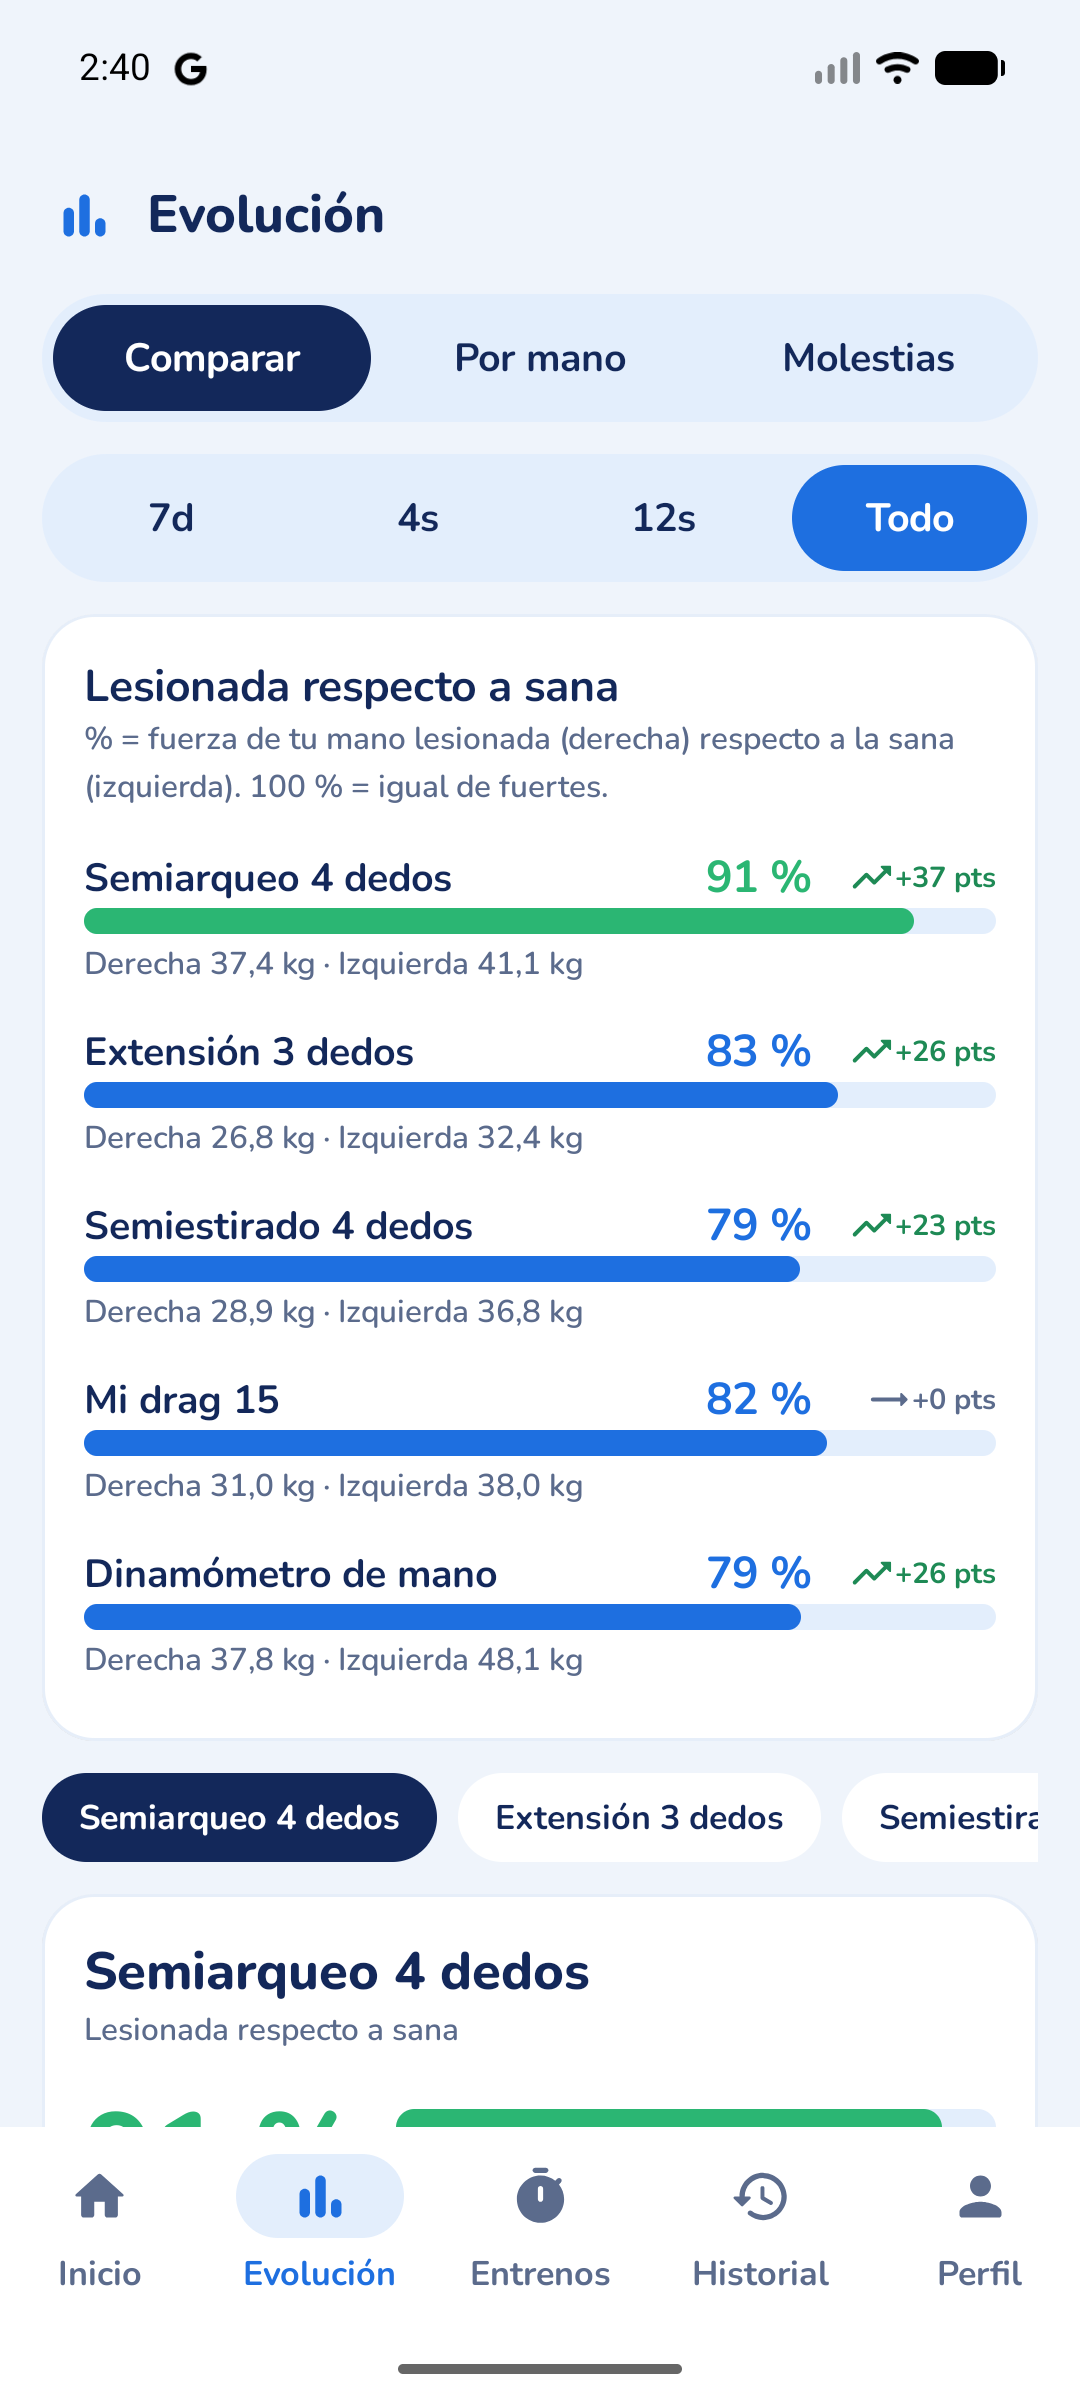 2:40
Evolución
Comparar Por mano Molestias
7d 4s 12s Todo
Lesionada respecto a sana
% = fuerza de tu mano lesionada (derecha) respecto a la sana
(izquierda). 100 % = igual de fuertes.
Semiarqueo 4 dedos 91 % +37 pts
Derecha 37,4 kg · Izquierda 41,1 kg
Extensión 3 dedos 83 % +26 pts
Derecha 26,8 kg · Izquierda 32,4 kg
Semiestirado 4 dedos 79 % +23 pts
Derecha 28,9 kg · Izquierda 36,8 kg
Mi drag 15 82 % +0 pts
Derecha 31,0 kg · Izquierda 38,0 kg
Dinamómetro de mano 79 % +26 pts
Derecha 37,8 kg · Izquierda 48,1 kg
Semiarqueo 4 dedos Extensión 3 dedos
Semiarqueo 4 dedos
Lesionada respecto a sana
Inicio Evolución Entrenos Historial Perfil